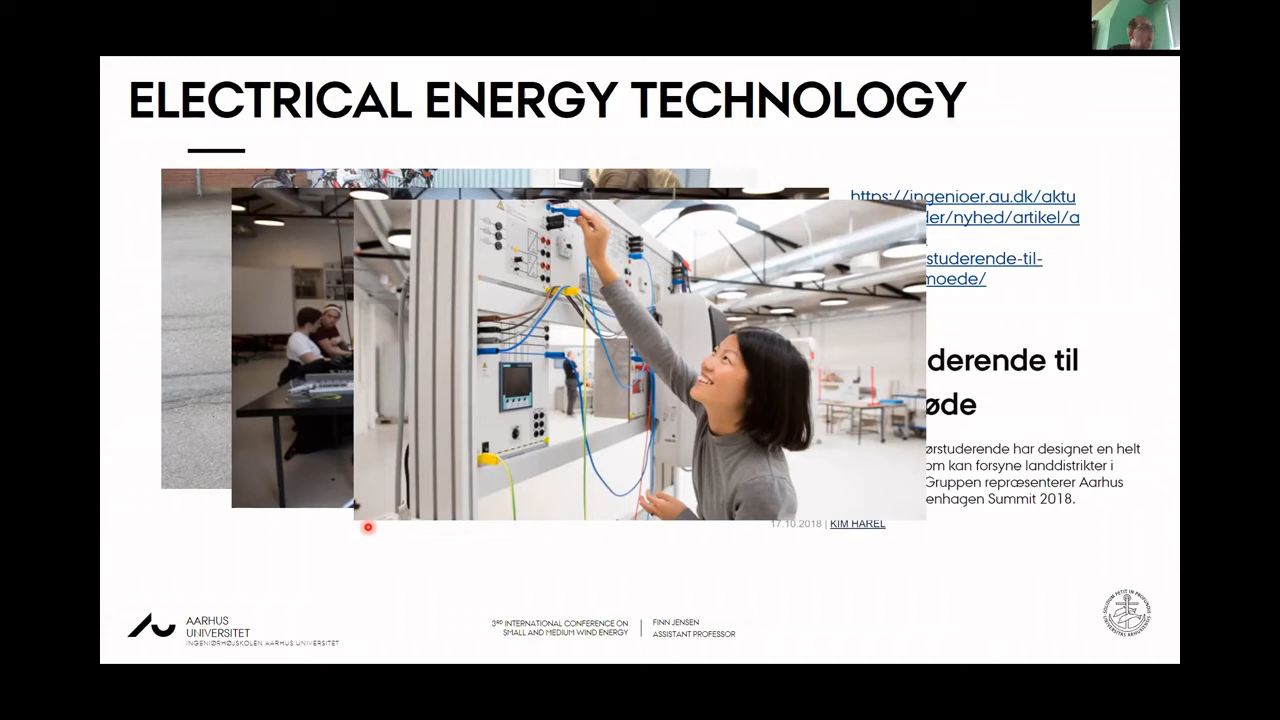 ELECTRICAL ENERGY TECHNOLOGY
https://ingenioer.au.dk/aktu
der/nyhed/artikel/a
studerende-til-
moede/
derende til
øde
ørstuderende har designet en helt
om kan forsyne landdistrikter i
Gruppen repræsenterer Aarhus
enhagen Summit 2018.
17.10.2018 | KIM HAREL
AARHUS
UNIVERSITET
INGENIØRHØJSKOLEN AARHUS UNIVERSITET
3RD INTERNATIONAL CONFERENCE ON
SMALL AND MEDIUM WIND ENERGY
FINN JENSEN
ASSISTANT PROFESSOR